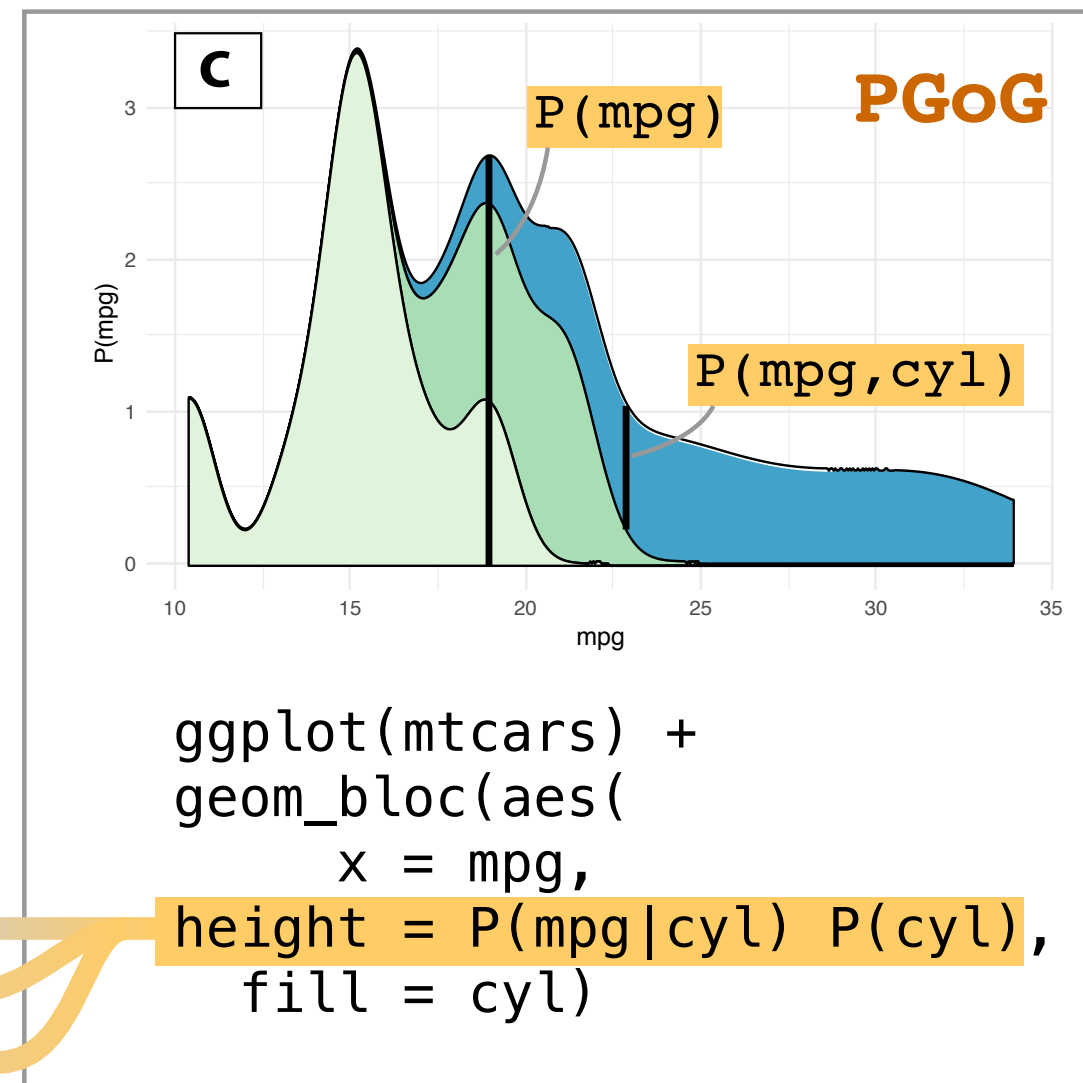 C
PGoG
P(mpg)
P(mpg,cyl)
3
2
1
0
P(mpg)
10 15 20 25 30 35
mpg
ggplot(mtcars) +
geom_bloc(aes(
x = mpg,
height = P(mpg|cyl) P(cyl),
fill = cyl)